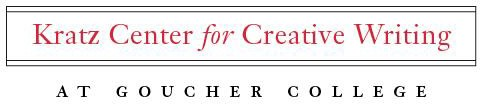 Kratz Center for Creative Writing
AT GOUCHER COLLEGE